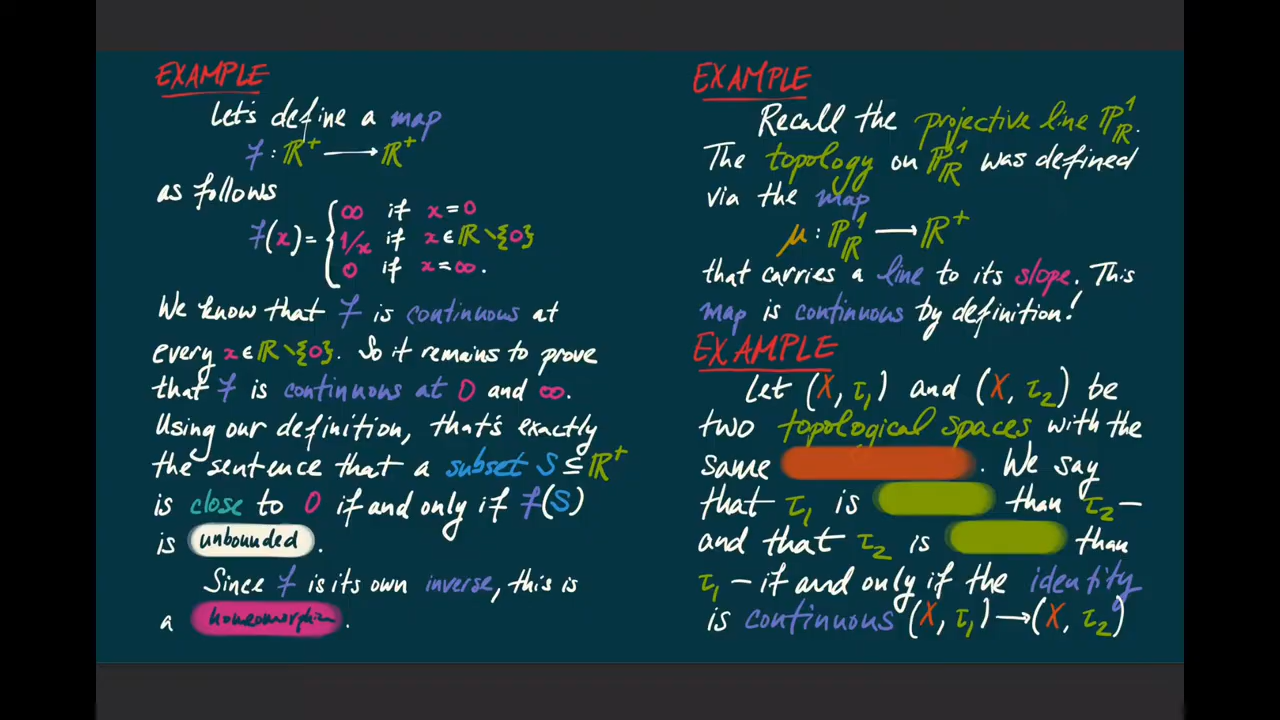 EXAMPLE
Let's define a map
f : ℝ⁺ ⟶ ℝ⁺
as follows
f(x) = { ∞ if x = 0
1/x if x ∈ ℝ∖{0}
0 if x = ∞.
We know that f is continuous at
every x ∈ ℝ∖{0}. So it remains to prove
that f is continuous at 0 and ∞.
Using our definition, that's exactly
the sentence that a subset S ⊆ ℝ⁺
is close to 0 if and only if f(S)
is unbounded.
Since f is its own inverse, this is
a homeomorphism.
EXAMPLE
Recall the projective line ℙ¹_ℝ.
The topology on ℙ¹_ℝ was defined
via the map
μ : ℙ¹_ℝ ⟶ ℝ⁺
that carries a line to its slope. This
map is continuous by definition!
EXAMPLE
Let (X, τ₁) and (X, τ₂) be
two topological spaces with the
same . We say
that τ₁ is than τ₂ —
and that τ₂ is than
τ₁ — if and only if the identity
is continuous (X, τ₁) ⟶ (X, τ₂)